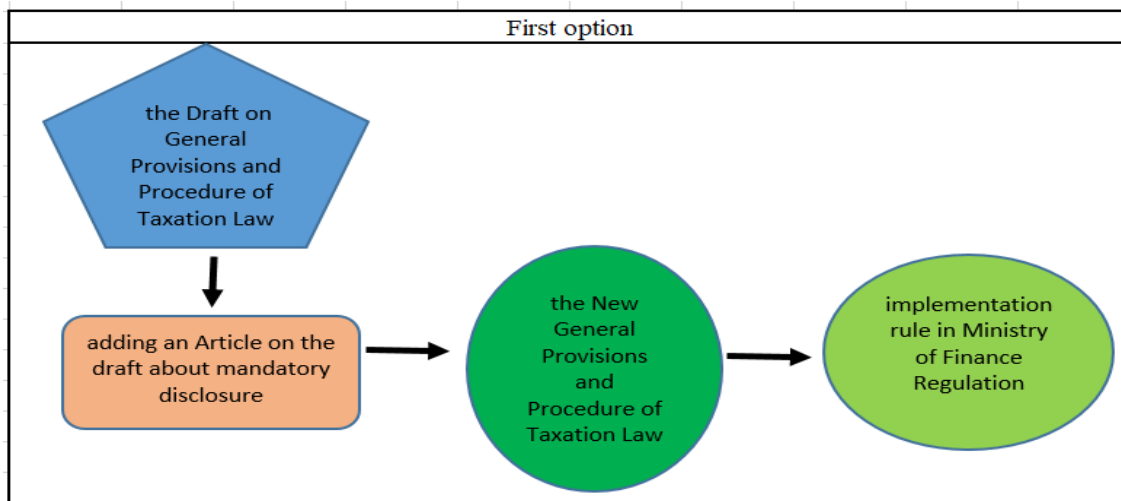 First option
the Draft on
General
Provisions and
Procedure of
Taxation Law
adding an Article on the
draft about mandatory
disclosure
the New
General
Provisions
and
Procedure of
Taxation Law
implementation
rule in Ministry
of Finance
Regulation